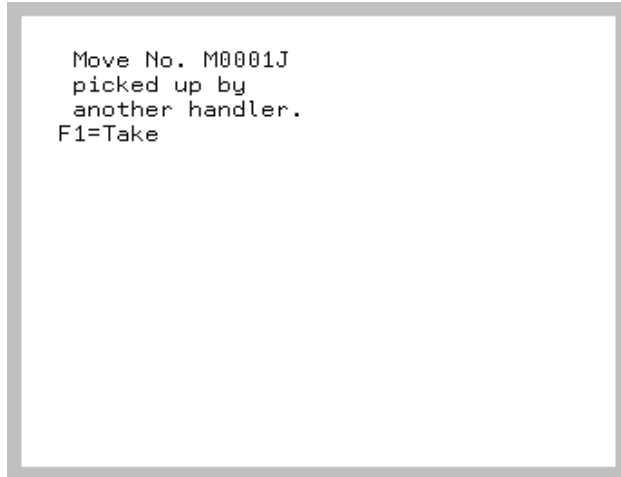 Move No. M0001J
picked up by
another handler.
F1=Take